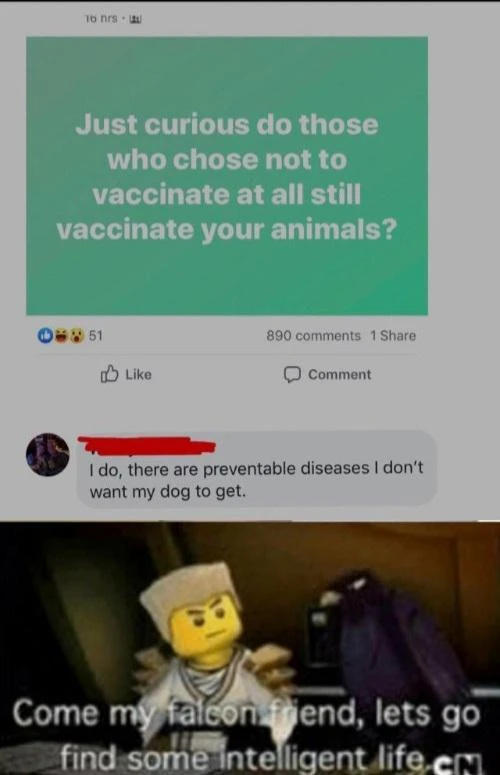 16 hrs ·
Just curious do those
who chose not to
vaccinate at all still
vaccinate your animals?
51
890 comments 1 Share
Like
Comment
I do, there are preventable diseases I don't
want my dog to get.
Come my falcon friend, lets go
find some intelligent life.
CN